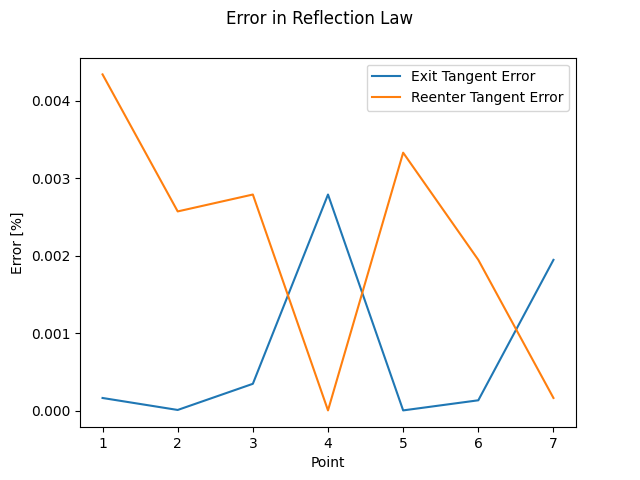 Error in Reflection Law
Exit Tangent Error
Reenter Tangent Error
Error [%]
0.004
0.003
0.002
0.001
0.000
1 2 3 4 5 6 7
Point